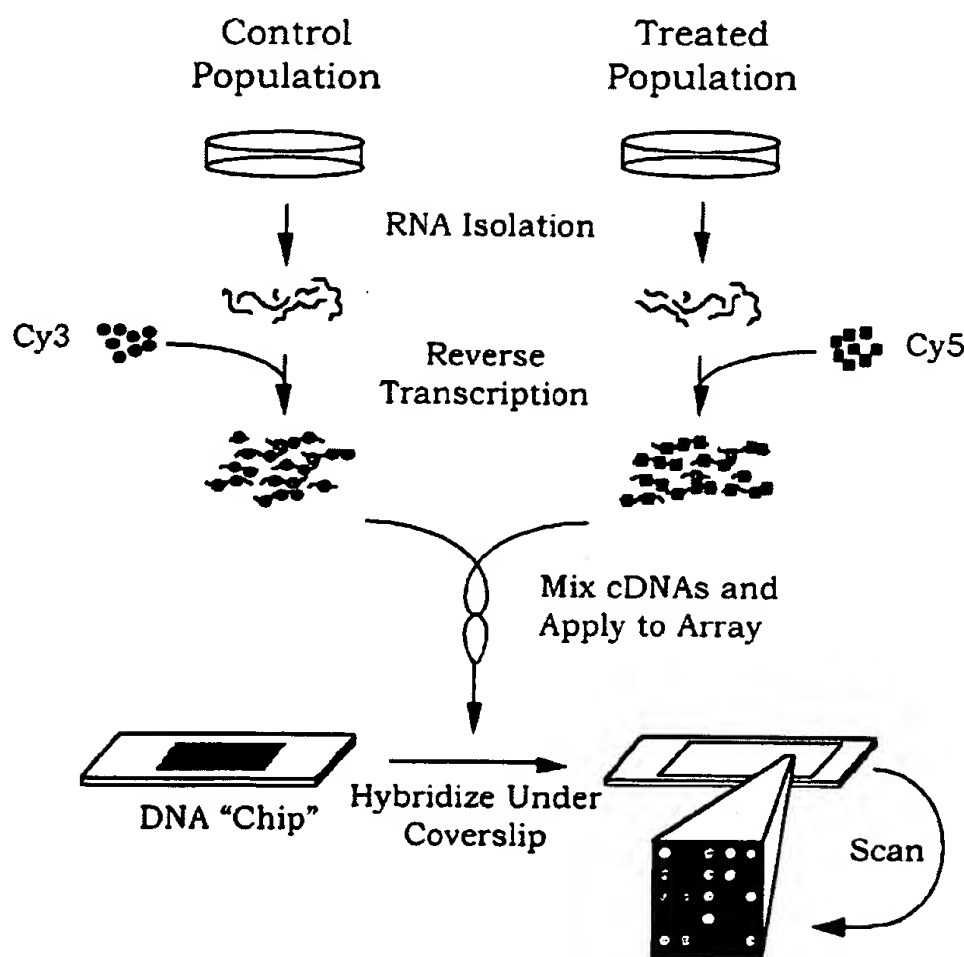 Control
Population
Treated
Population
RNA Isolation
Cy3
Reverse
Transcription
Cy5
Mix cDNAs and
Apply to Array
DNA “Chip”
Hybridize Under
Coverslip
Scan